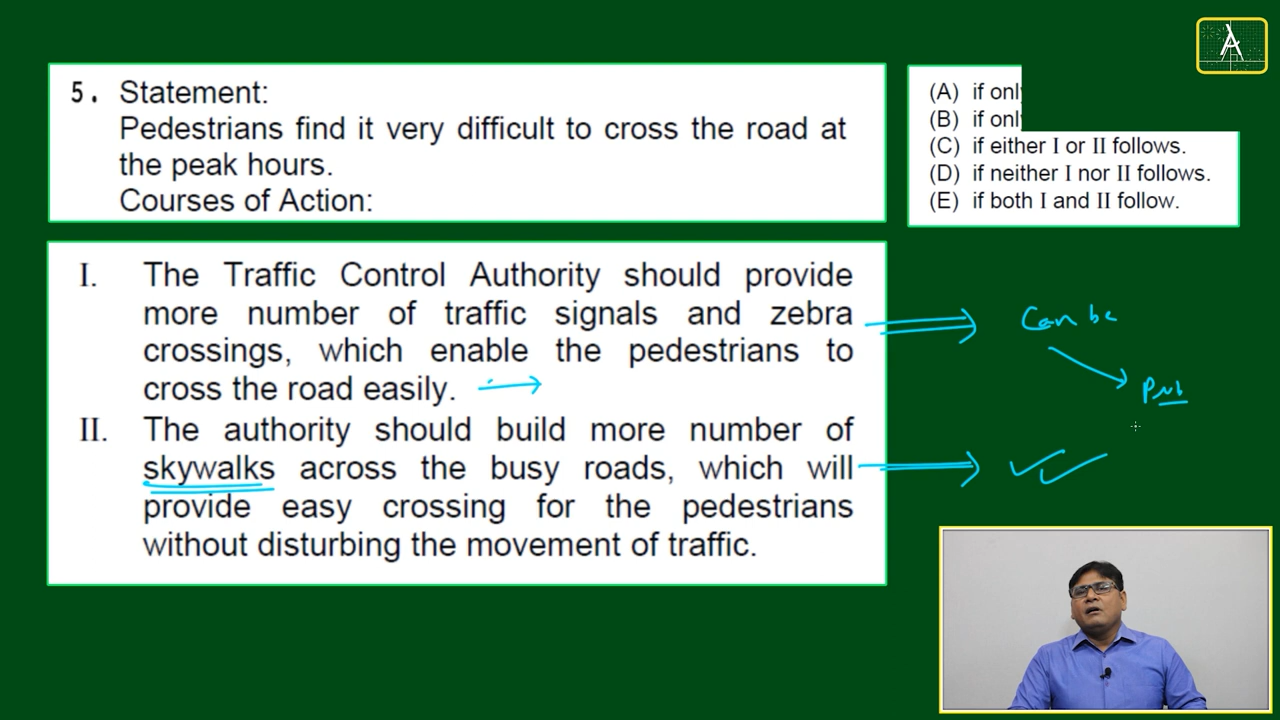 5. Statement:
Pedestrians find it very difficult to cross the road at
the peak hours.
Courses of Action:
(A) if only
(B) if only
(C) if either I or II follows.
(D) if neither I nor II follows.
(E) if both I and II follow.
I. The Traffic Control Authority should provide
more number of traffic signals and zebra
crossings, which enable the pedestrians to
cross the road easily.
II. The authority should build more number of
skywalks across the busy roads, which will
provide easy crossing for the pedestrians
without disturbing the movement of traffic.
Can be